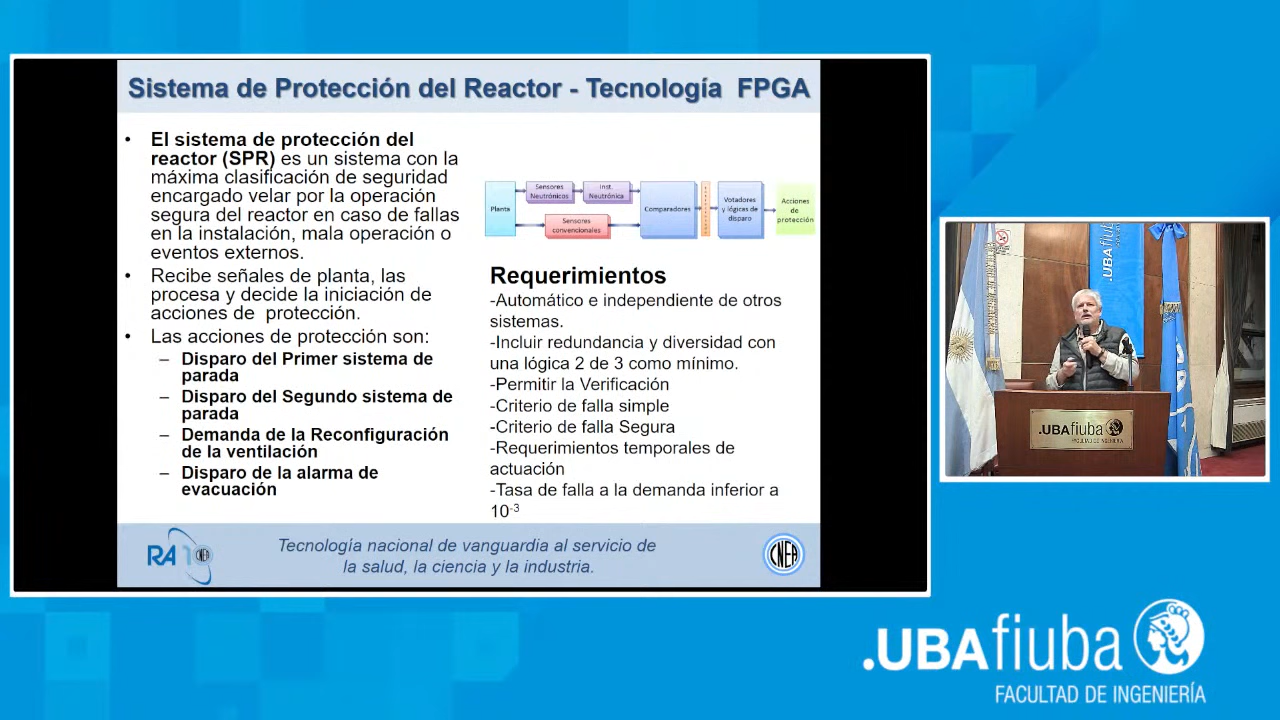 Sistema de Protección del Reactor - Tecnología FPGA
• El sistema de protección del
reactor (SPR) es un sistema con la
máxima clasificación de seguridad
encargado velar por la operación
segura del reactor en caso de fallas
en la instalación, mala operación o
eventos externos.
• Recibe señales de planta, las
procesa y decide la iniciación de
acciones de protección.
• Las acciones de protección son:
– Disparo del Primer sistema de
parada
– Disparo del Segundo sistema de
parada
– Demanda de la Reconfiguración
de la ventilación
– Disparo de la alarma de
evacuación
Planta
Sensores
Neutrónicos
Inst.
Neutrónica
Sensores
convencionales
Comparadores
Votadores
y lógicas de
disparo
Acciones
de
protección
Requerimientos
-Automático e independiente de otros
sistemas.
-Incluir redundancia y diversidad con
una lógica 2 de 3 como mínimo.
-Permitir la Verificación
-Criterio de falla simple
-Criterio de falla Segura
-Requerimientos temporales de
actuación
-Tasa de falla a la demanda inferior a
10-3
RA10 CNEA
Tecnología nacional de vanguardia al servicio de
la salud, la ciencia y la industria.
CNEA
.UBAfiuba
.UBAfiuba
FACULTAD DE INGENIERÍA
.UBAfiuba
FACULTAD DE INGENIERÍA